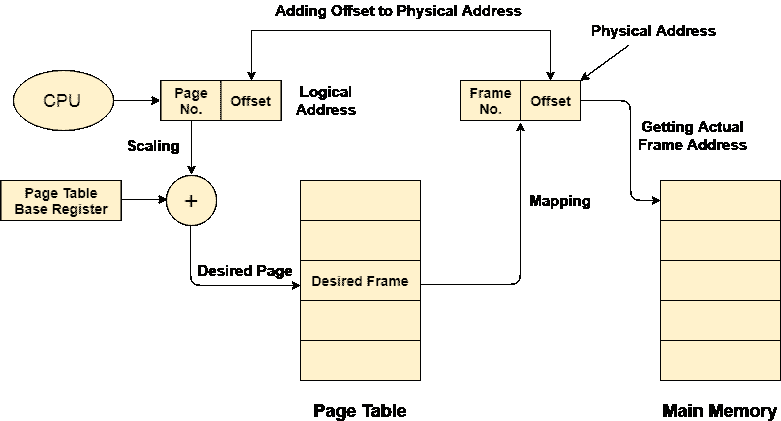 Adding Offset to Physical Address
Physical Address
CPU
Page
No.
Offset
Logical
Address
Frame
No.
Offset
Getting Actual
Frame Address
Scaling
Page Table
Base Register
+
Mapping
Desired Page
Desired Frame
Page Table
Main Memory